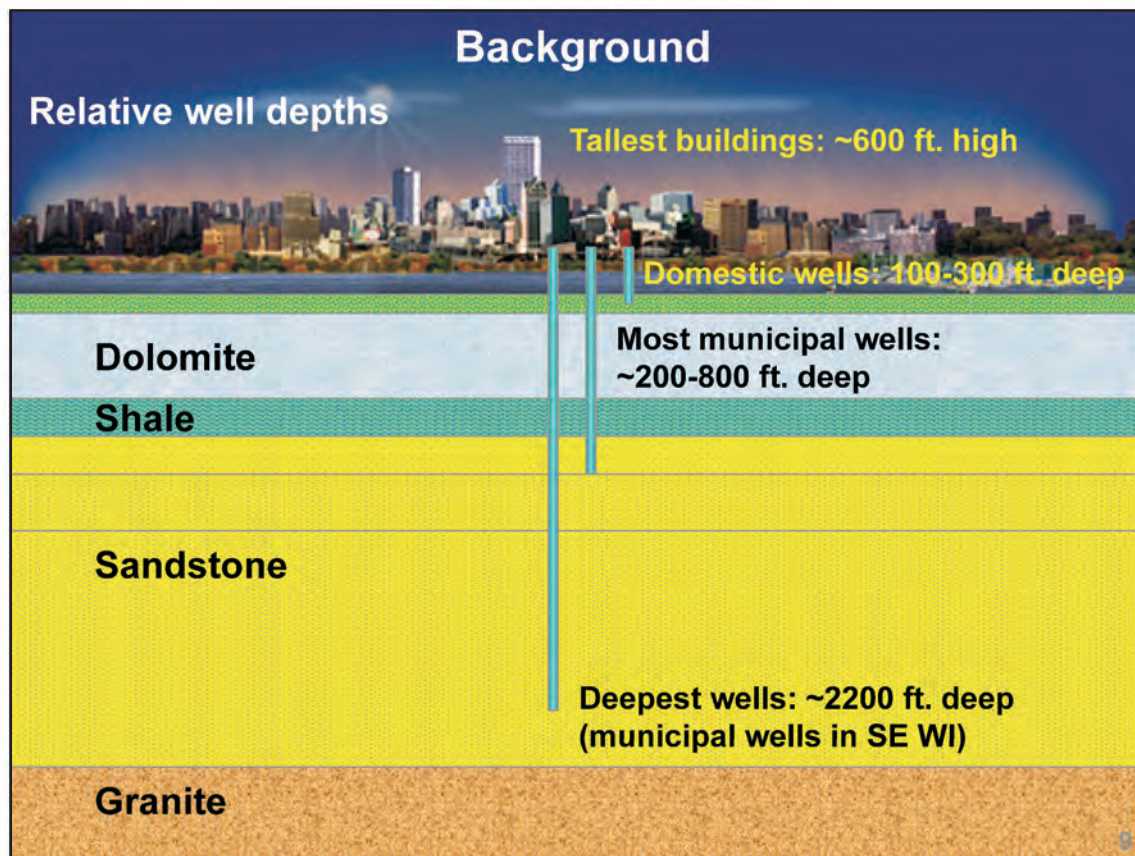 Background
Relative well depths
Tallest buildings: ~600 ft. high
Domestic wells: 100-300 ft. deep
Most municipal wells:
~200-800 ft. deep
Dolomite
Shale
Sandstone
Deepest wells: ~2200 ft. deep
(municipal wells in SE WI)
Granite
9